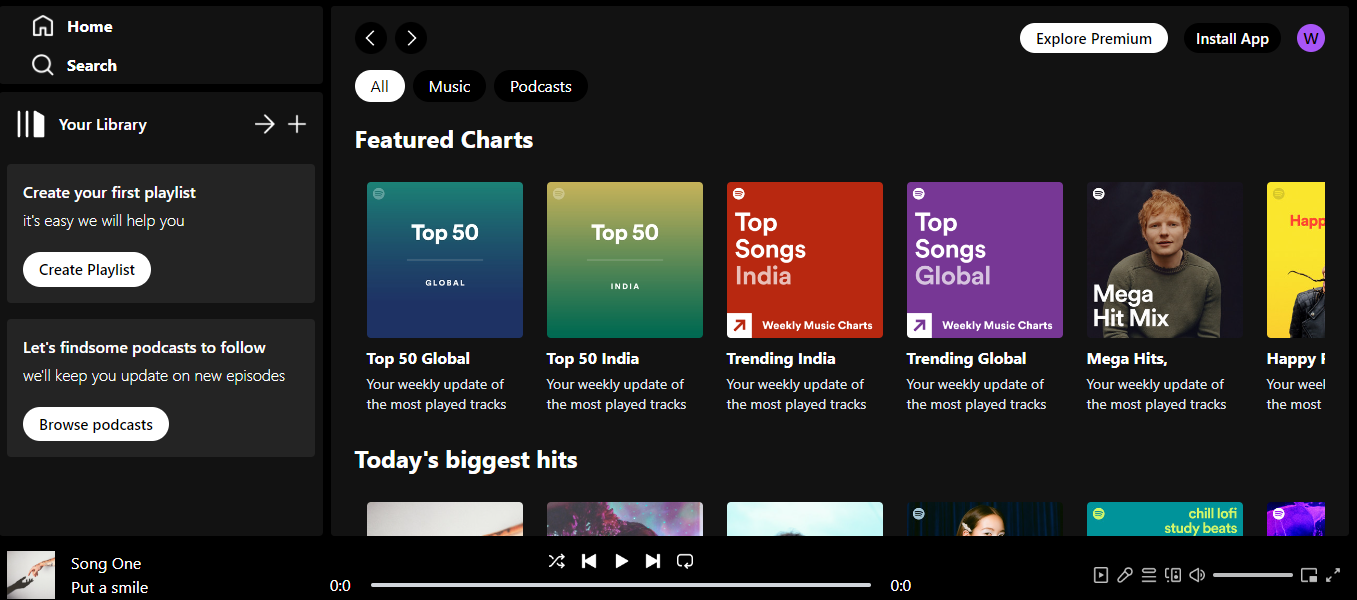 Home
Search
Your Library
Create your first playlist
it's easy we will help you
Create Playlist
Let's findsome podcasts to follow
we'll keep you update on new episodes
Browse podcasts
Explore Premium
Install App
W
All
Music
Podcasts
Featured Charts
Top 50
GLOBAL
Top 50 Global
Your weekly update of
the most played tracks
Top 50
INDIA
Top 50 India
Your weekly update of
the most played tracks
Top
Songs
India
Weekly Music Charts
Trending India
Your weekly update of
the most played tracks
Top
Songs
Global
Weekly Music Charts
Trending Global
Your weekly update of
the most played tracks
Mega
Hit Mix
Mega Hits,
Your weekly update of
the most played tracks
Happ
Happy
Your
the most
Today's biggest hits
chill lofi
study beats
Song One
Put a smile
0:0
0:0